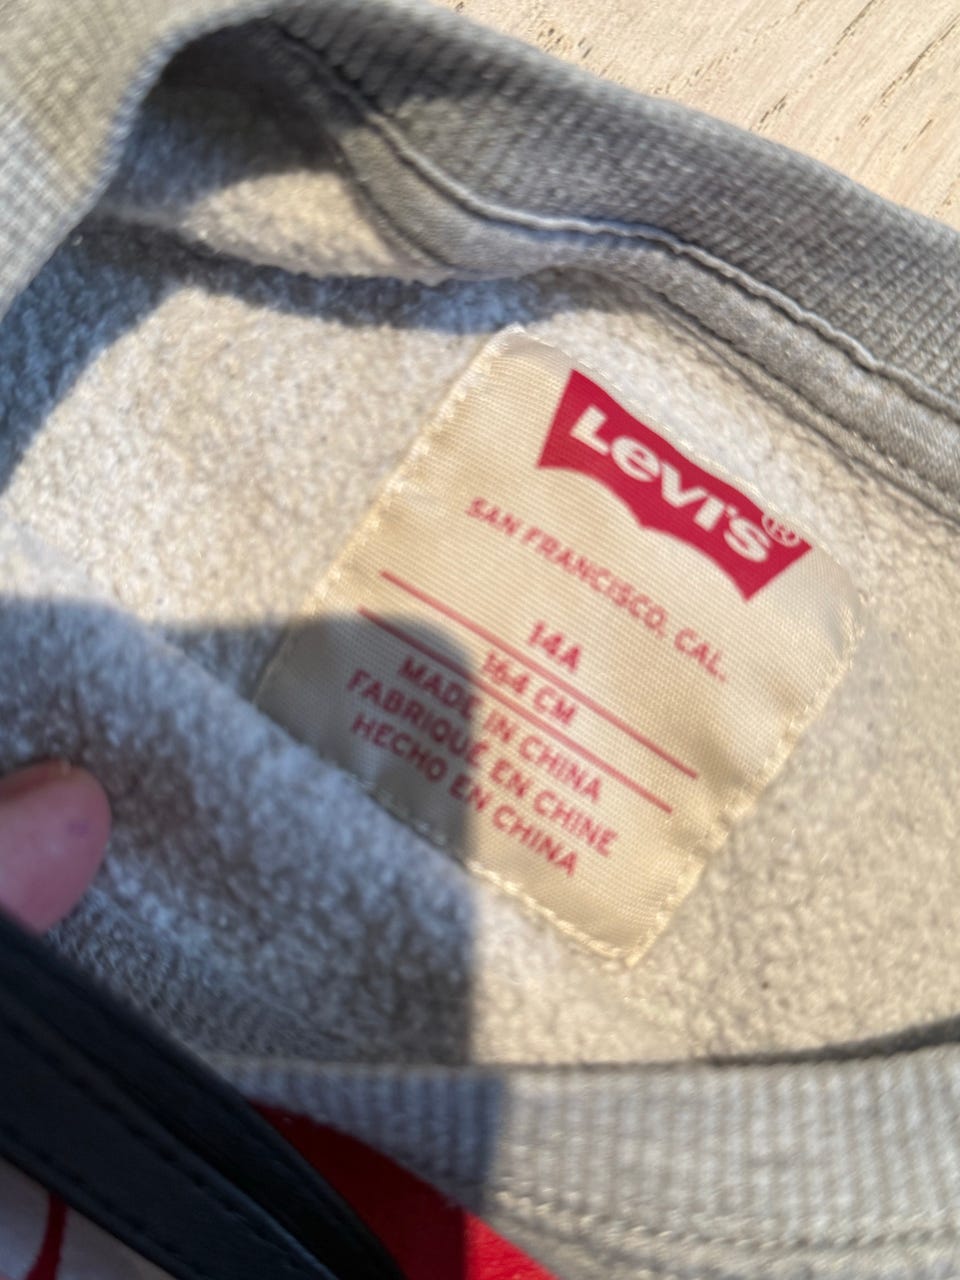 Levi's®
SAN FRANCISCO, CAL.
14A
164 CM
MADE IN CHINA
FABRIQUÉ EN CHINE
HECHO EN CHINA